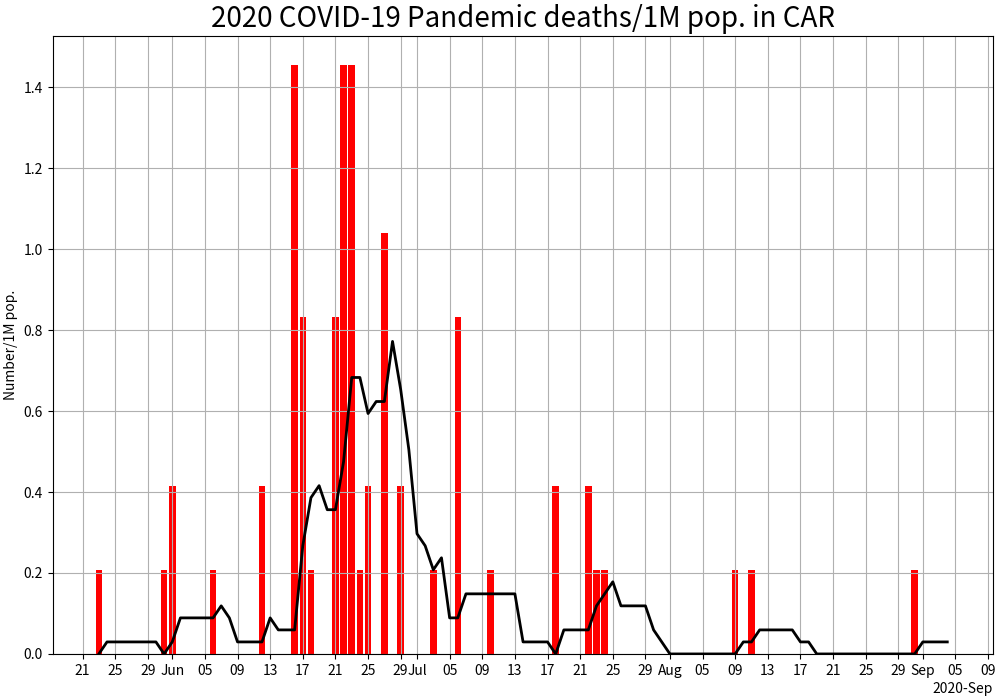 2020 COVID-19 Pandemic deaths/1M pop. in CAR
Number/1M pop.
1.4
1.2
1.0
0.8
0.6
0.4
0.2
0.0
21 25 29 Jun 05 09 13 17 21 25 29 Jul 05 09 13 17 21 25 29 Aug 05 09 13 17 21 25 29 Sep 05 09
2020-Sep